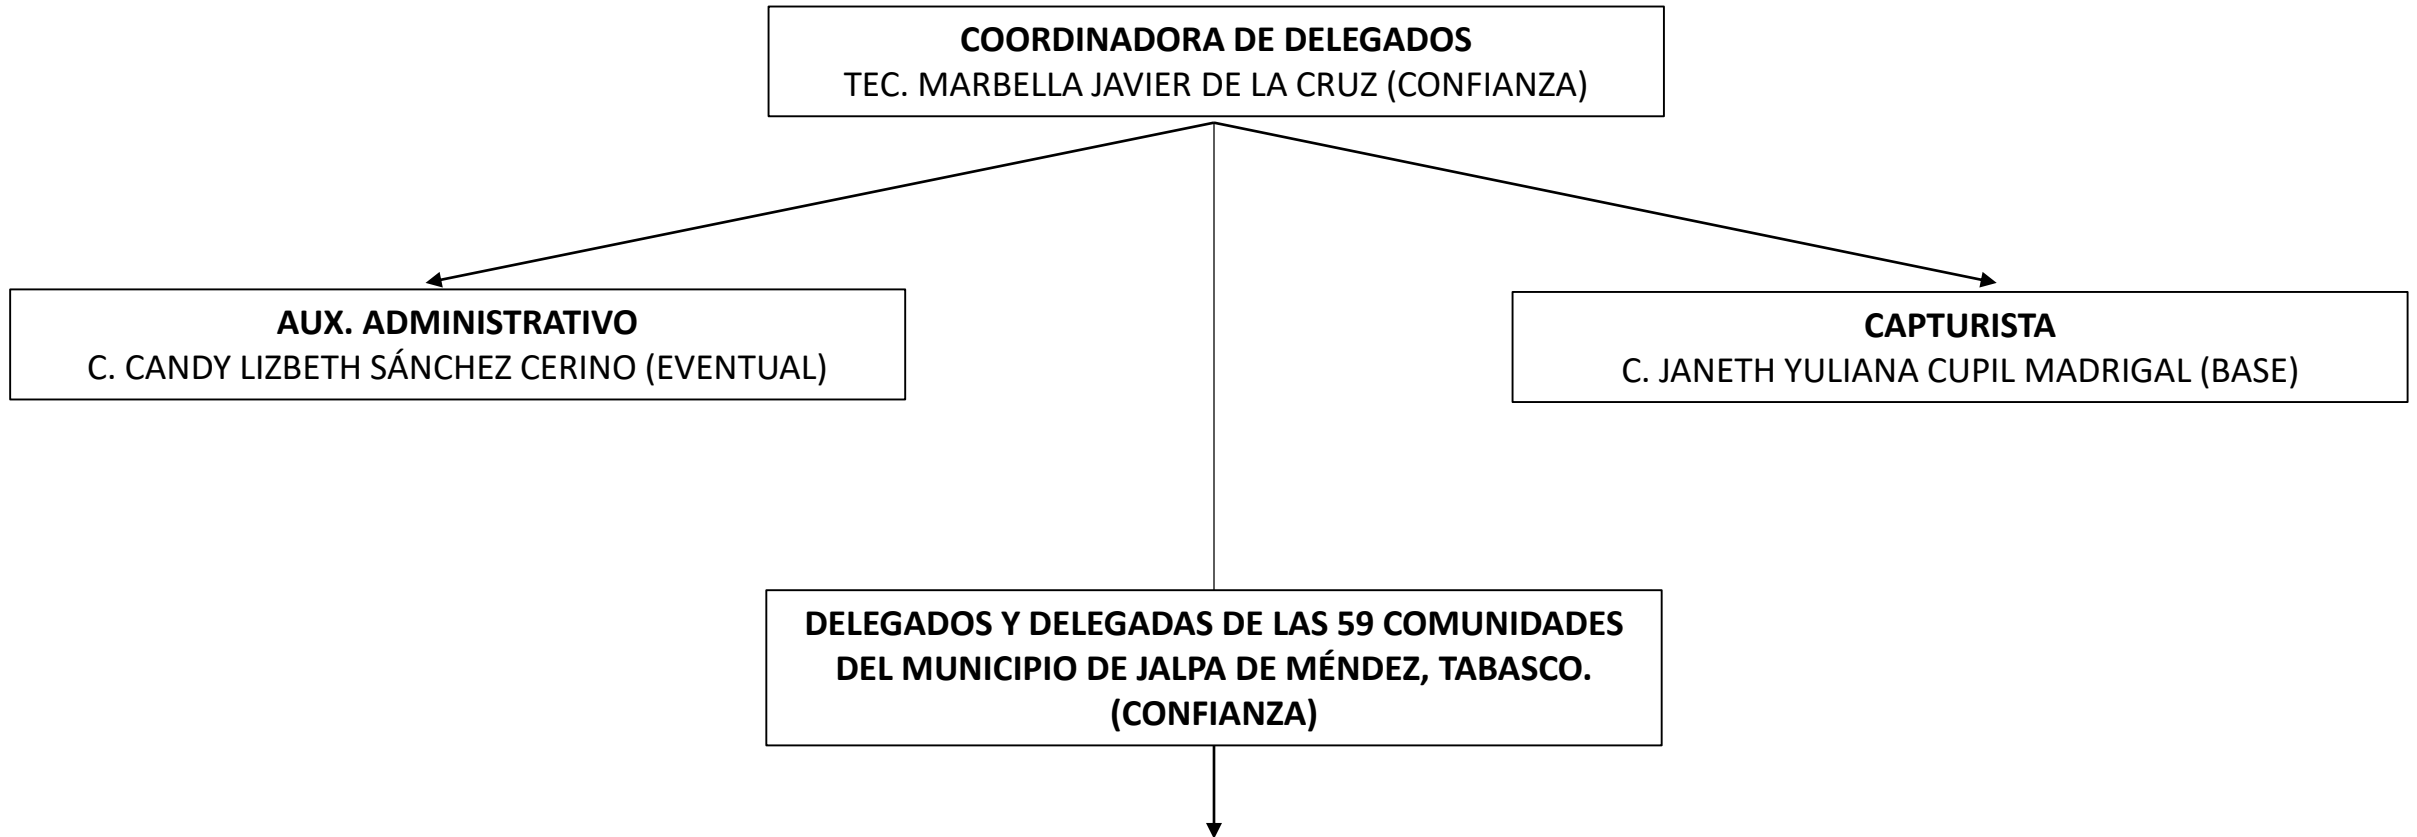 COORDINADORA DE DELEGADOS
TEC. MARBELLA JAVIER DE LA CRUZ (CONFIANZA)
AUX. ADMINISTRATIVO
C. CANDY LIZBETH SÁNCHEZ CERINO (EVENTUAL)
CAPTURISTA
C. JANETH YULIANA CUPIL MADRIGAL (BASE)
DELEGADOS Y DELEGADAS DE LAS 59 COMUNIDADES
DEL MUNICIPIO DE JALPA DE MÉNDEZ, TABASCO.
(CONFIANZA)